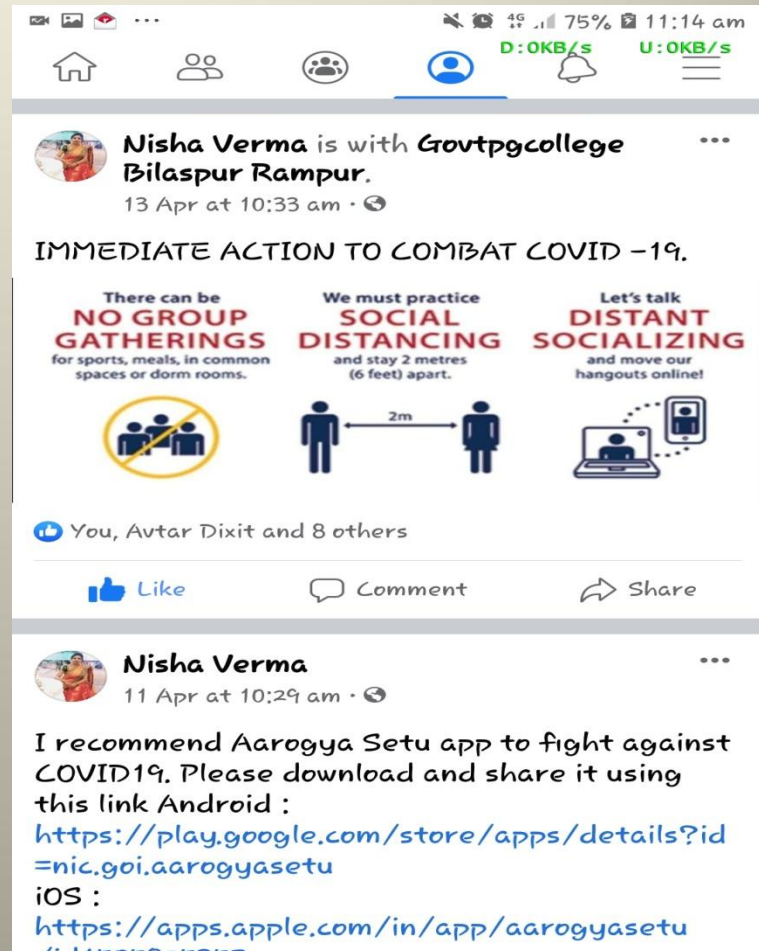 4G 75% 11:14 am
D:0KB/s U:0KB/s
Nisha Verma is with Govtpgcollege
Bilaspur Rampur.
13 Apr at 10:33 am ·
IMMEDIATE ACTION TO COMBAT COVID -19.
There can be
NO GROUP
GATHERINGS
for sports, meals, in common
spaces or dorm rooms.
We must practice
SOCIAL
DISTANCING
and stay 2 metres
(6 feet) apart.
2m
Let's talk
DISTANT
SOCIALIZING
and move our
hangouts online!
You, Avtar Dixit and 8 others
Like Comment Share
Nisha Verma
11 Apr at 10:29 am ·
I recommend Aarogya Setu app to fight against
COVID19. Please download and share it using
this link Android :
https://play.google.com/store/apps/details?id
=nic.goi.aarogyasetu
iOS :
https://apps.apple.com/in/app/aarogyasetu